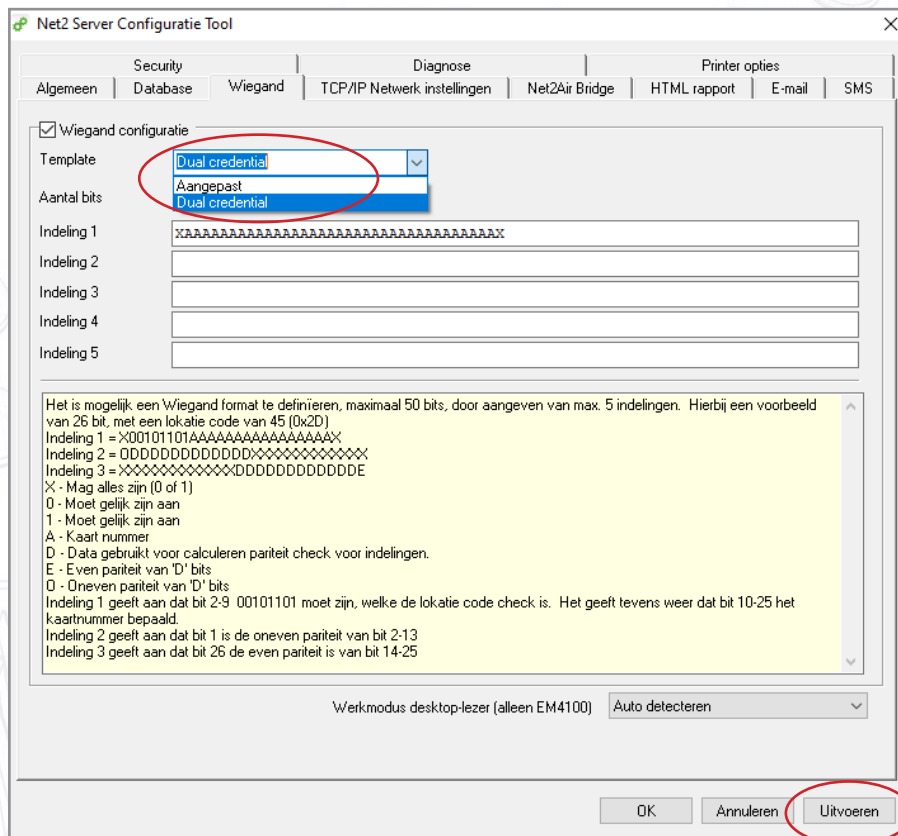 Net2 Server Configuratie Tool
Security Diagnose Printer opties
Algemeen Database Wiegand TCP/IP Netwerk instellingen Net2Air Bridge HTML rapport E-mail SMS
Wiegand configuratie
Template Dual credential
Aangepast
Aantal bits Dual credential
Indeling 1 XAAAAAAAAAAAAAAAAAAAAAAAAAAAAAAAAAAAX
Indeling 2
Indeling 3
Indeling 4
Indeling 5
Het is mogelijk een Wiegand format te definïeren, maximaal 50 bits, door aangeven van max. 5 indelingen. Hierbij een voorbeeld
van 26 bit, met een lokatie code van 45 (0x2D)
Indeling 1 = X00101101AAAAAAAAAAAAAAAAX
Indeling 2 = ODDDDDDDDDDDDXXXXXXXXXXXXX
Indeling 3 = XXXXXXXXXXXXXDDDDDDDDDDDDE
X - Mag alles zijn (0 of 1)
0 - Moet gelijk zijn aan
1 - Moet gelijk zijn aan
A - Kaart nummer
D - Data gebruikt voor calculeren pariteit check voor indelingen.
E - Even pariteit van 'D' bits
O - Oneven pariteit van 'D' bits
Indeling 1 geeft aan dat bit 2-9 00101101 moet zijn, welke de lokatie code check is. Het geeft tevens weer dat bit 10-25 het
kaartnummer bepaald.
Indeling 2 geeft aan dat bit 1 is de oneven pariteit van bit 2-13
Indeling 3 geeft aan dat bit 26 de even pariteit is van bit 14-25
Werkmodus desktop-lezer (alleen EM4100) Auto detecteren
OK Annuleren Uitvoeren